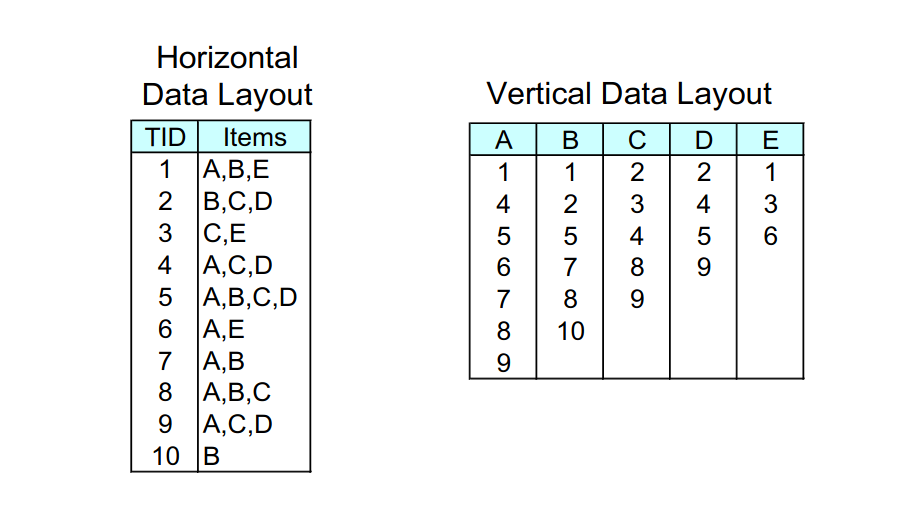 Horizontal
Data Layout
TID Items
1 A,B,E
2 B,C,D
3 C,E
4 A,C,D
5 A,B,C,D
6 A,E
7 A,B
8 A,B,C
9 A,C,D
10 B
Vertical Data Layout
A B C D E
1 1 2 2 1
4 2 3 4 3
5 5 4 5 6
6 7 8 9
7 8 9
8 10
9